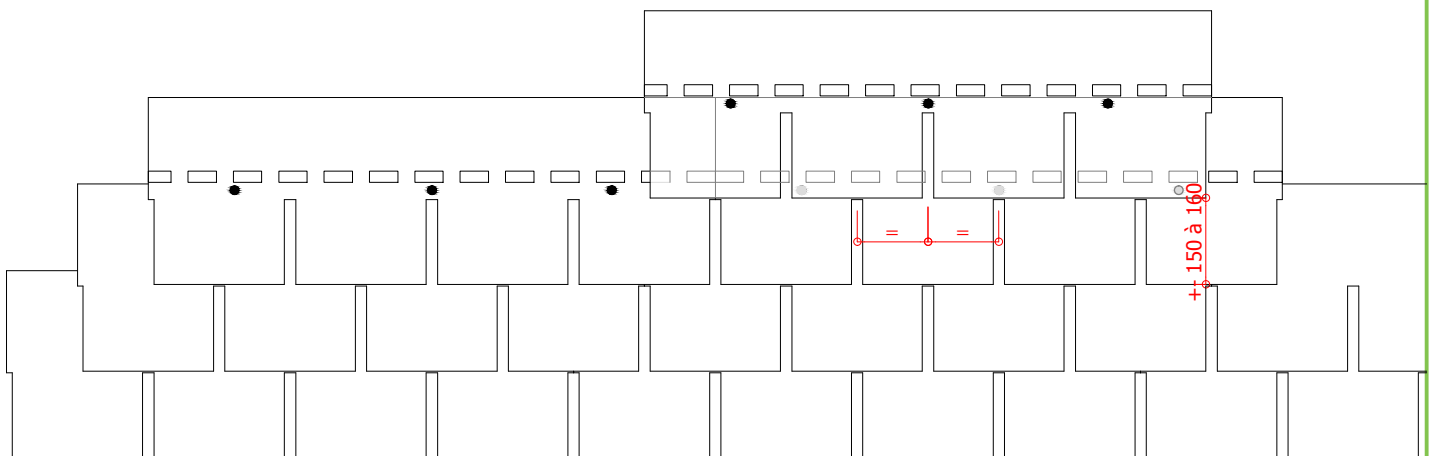 = =
+- 150 à 160